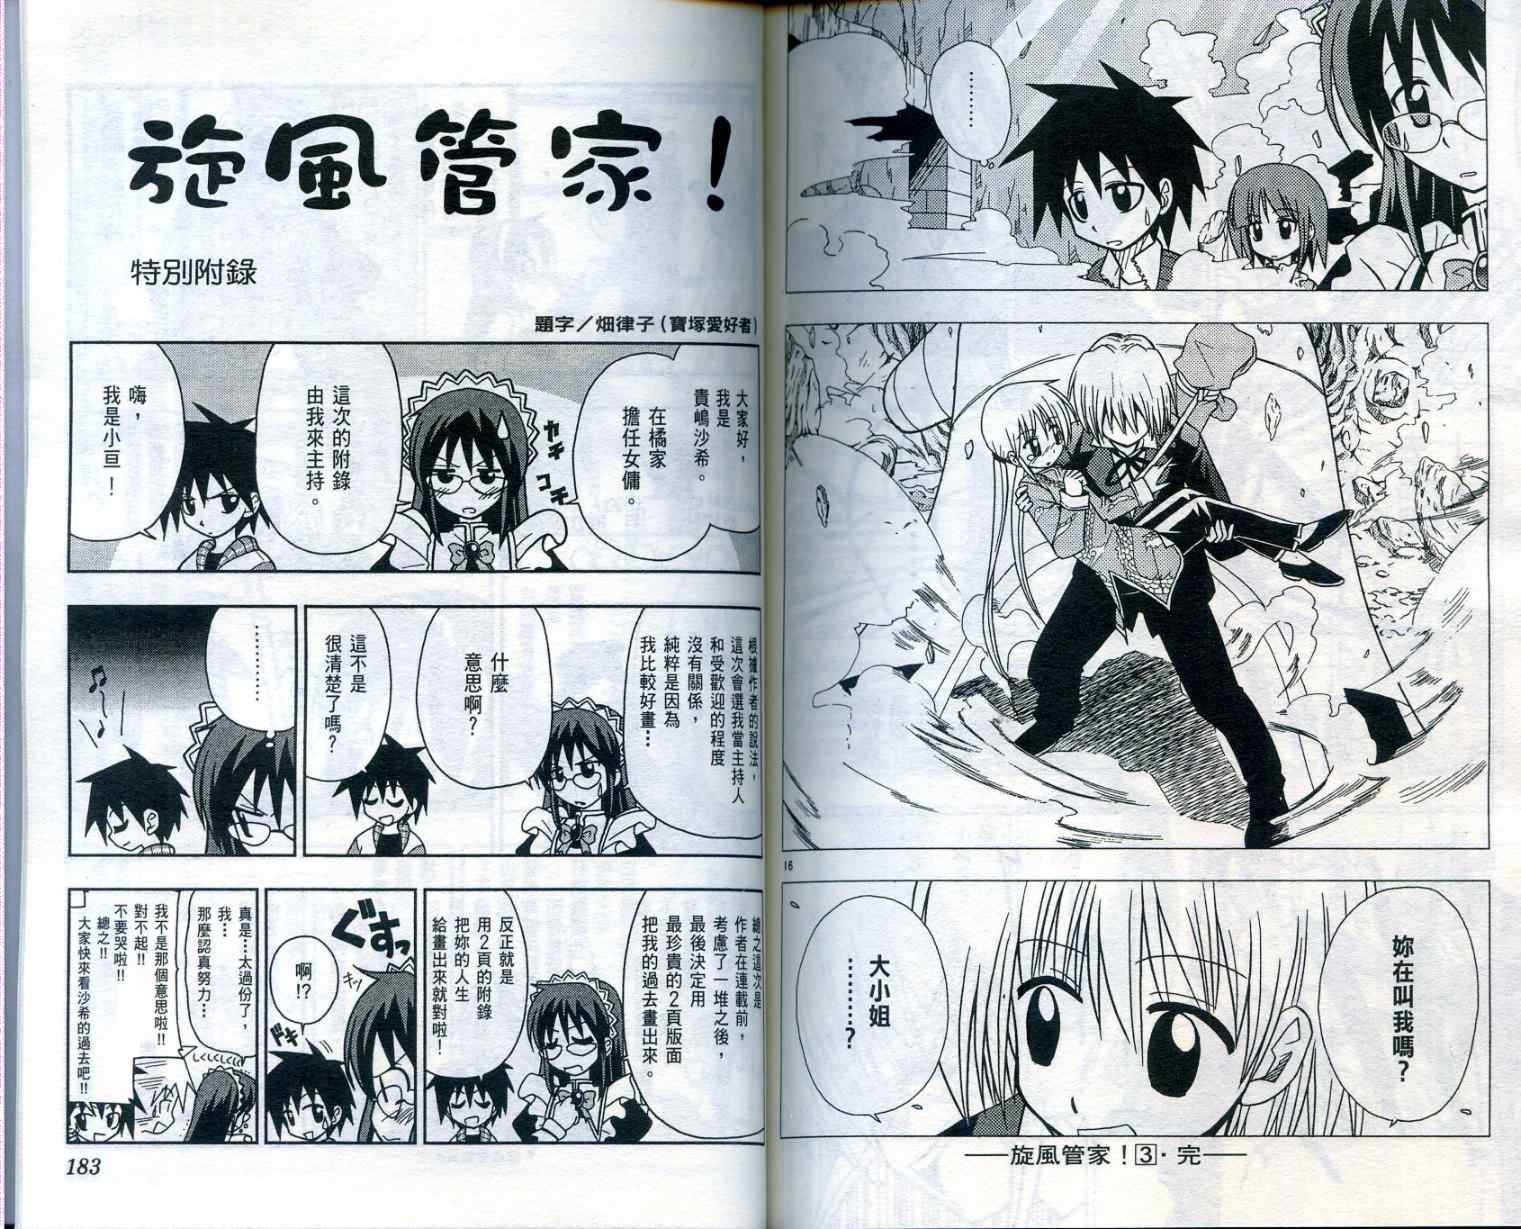 ………
妳在叫我嗎?
大小姐
………?
16
——旋風管家!3·完——
旋風管家!
特別附錄
題字/畑律子(寶塚愛好者)
大家好,
我是
貴嶋沙希。
在橘家
擔任女傭。
カチ
コチ
這次的附錄
由我來主持。
嗨,
我是小亘!
根據作者的說法,
這次會選我當主持人
和受歡迎的程度
沒有關係,
純粹是因為
我比較好畫…
什麼
意思啊?
這不是
很清楚了嗎?
…………
總之這次是
作者在連載前,
考慮了一堆之後,
最後決定用
最珍貴的2頁版面
把我的過去畫出來。
反正就是
用2頁的附錄
把妳的人生
給畫出來就對啦!
ぐすっ
啊!?
ドキ
真是…太過份了,
我…
那麼認真努力…
しくしくしくしく
我不是那個意思啦!!
對不起!!
不要哭啦!!
總之!!
大家快來看沙希的過去吧!!
183